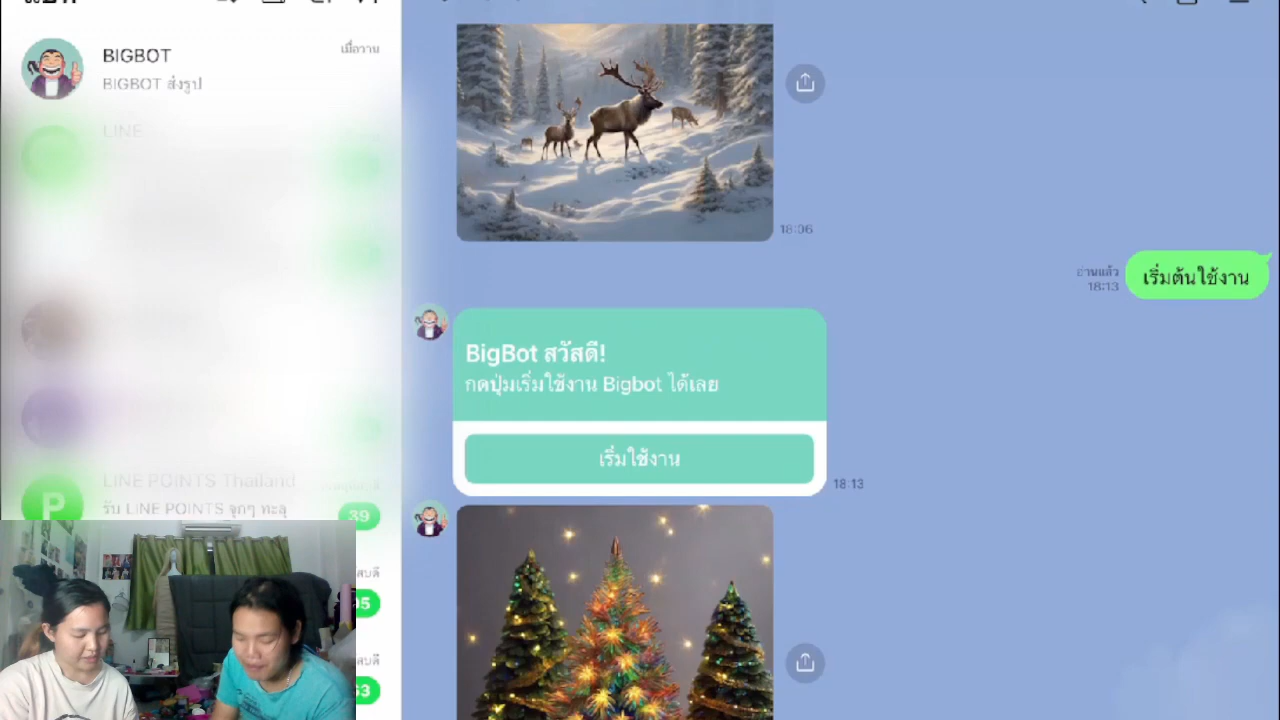 BIGBOT
เมื่อวาน
BIGBOT ส่งรูป
LINE
LINE POINTS Thailand
รับ LINE POINTS จุกๆ ทะลุ
39
18:06
อ่านแล้ว
18:13
เริ่มต้นใช้งาน
BigBot สวัสดี!
กดปุ่มเริ่มใช้งาน Bigbot ได้เลย
เริ่มใช้งาน
18:13